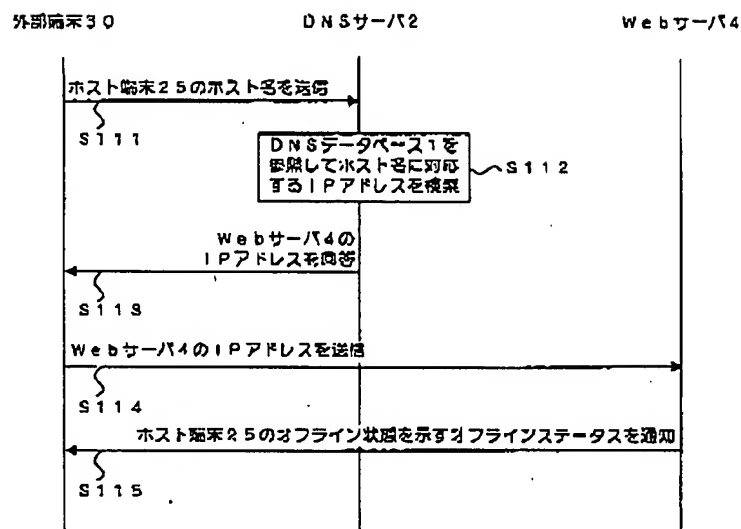 外部端末30
DNSサーバ2
Webサーバ4
ホスト端末25のホスト名を送信
S111
DNSデータベース1を
参照してホスト名に対応
するIPアドレスを検索
S112
Webサーバ4の
IPアドレスを回答
S113
Webサーバ4のIPアドレスを送信
S114
ホスト端末25のオフライン状態を示すオフラインステータスを通知
S115